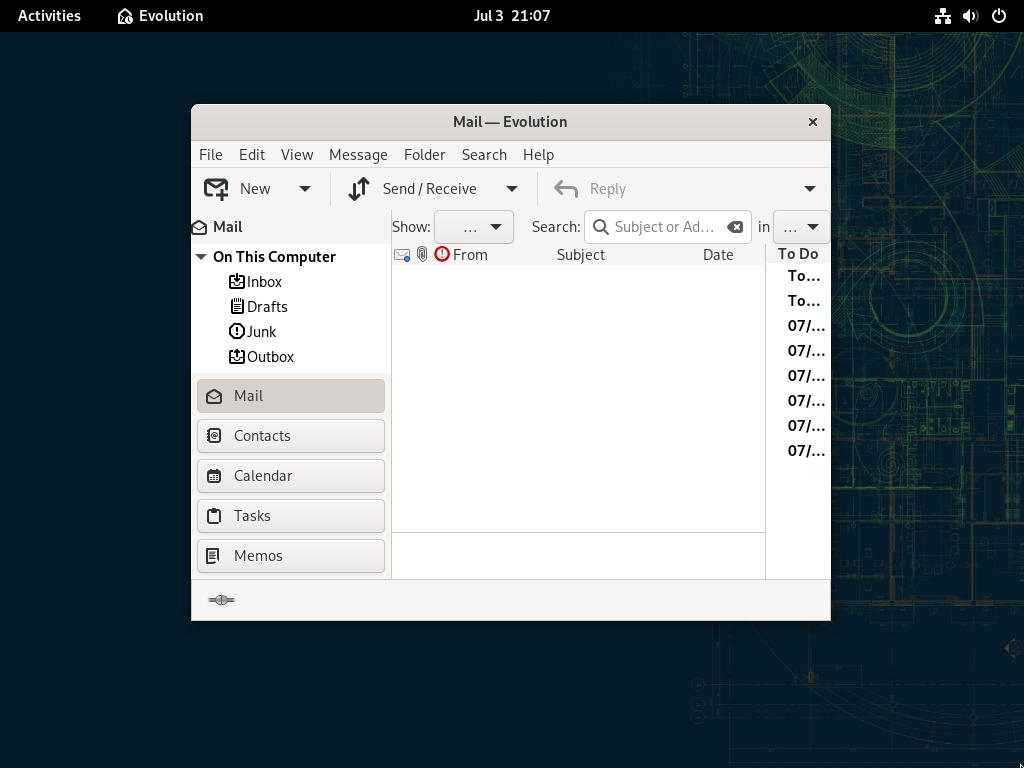 Activities Evolution Jul 3 21:07
Mail — Evolution
File Edit View Message Folder Search Help
New Send / Receive Reply
Mail Show: ... Search: Subject or Ad... in ...
On This Computer
Inbox
Drafts
Junk
Outbox
Mail
Contacts
Calendar
Tasks
Memos
From Subject Date
To Do
To...
To...
07/...
07/...
07/...
07/...
07/...
07/...